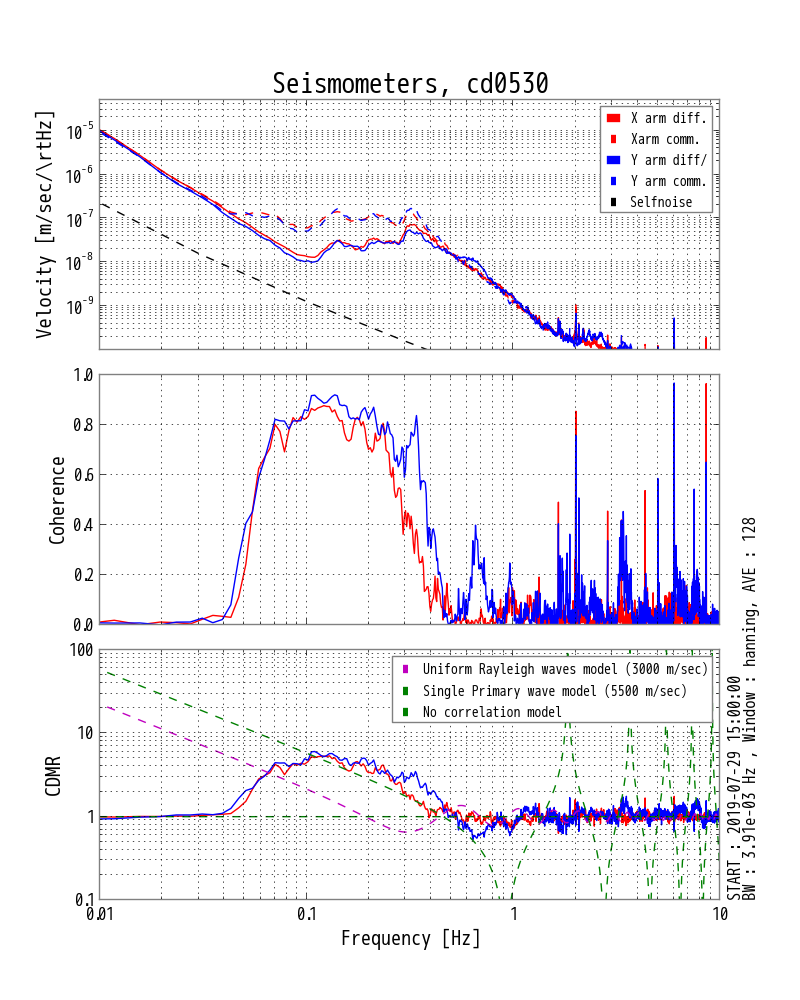 Seismometers, cd0530
Velocity [m/sec/\rtHz]
10^-5
10^-6
10^-7
10^-8
10^-9
X arm diff.
Xarm comm.
Y arm diff/
Y arm comm.
Selfnoise
Coherence
1.0
0.8
0.6
0.4
0.2
0.0
CDMR
100
10
1
0.1
Uniform Rayleigh waves model (3000 m/sec)
Single Primary wave model (5500 m/sec)
No correlation model
0.01
0.1
1
10
Frequency [Hz]
START : 2019-07-29 15:00:00
BW : 3.91e-03 Hz , Window : hanning, AVE : 128